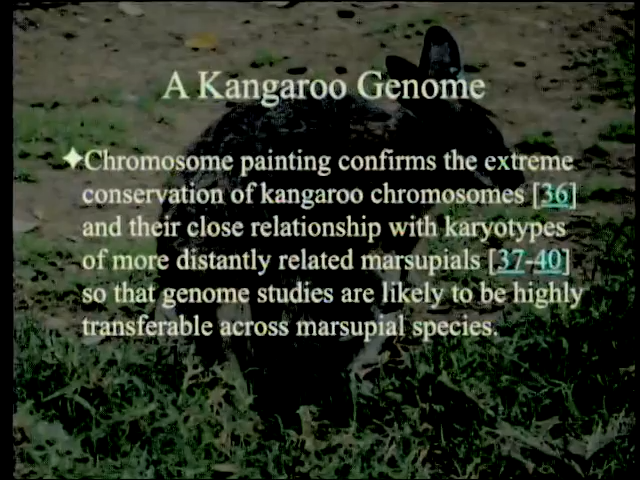 A Kangaroo Genome
✦Chromosome painting confirms the extreme
conservation of kangaroo chromosomes [36]
and their close relationship with karyotypes
of more distantly related marsupials [37-40]
so that genome studies are likely to be highly
transferable across marsupial species.